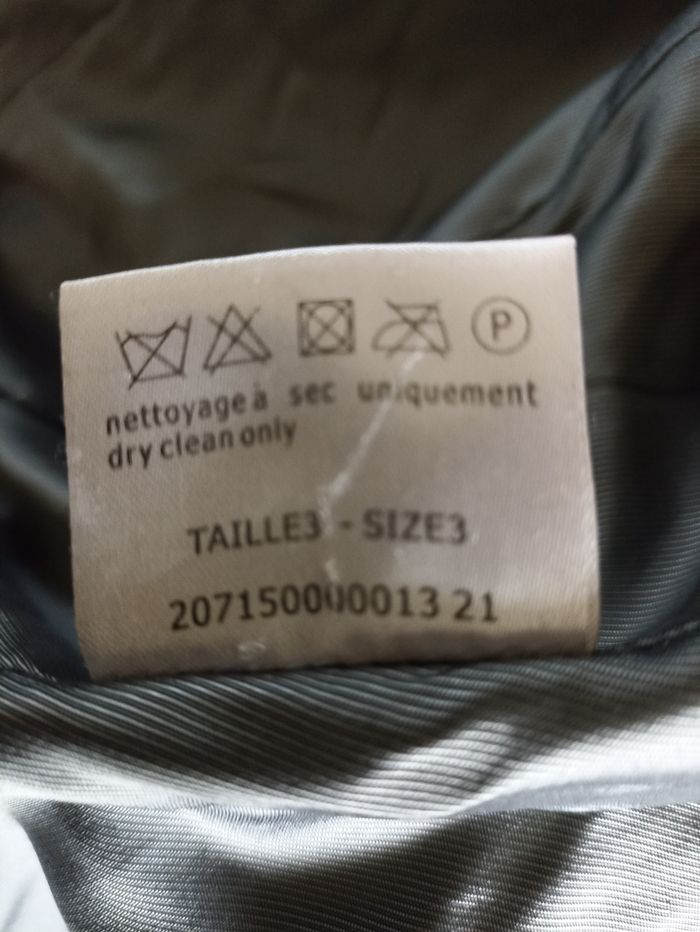 P
nettoyage à sec uniquement
dry clean only
TAILLE3 - SIZE3
207150000013 21